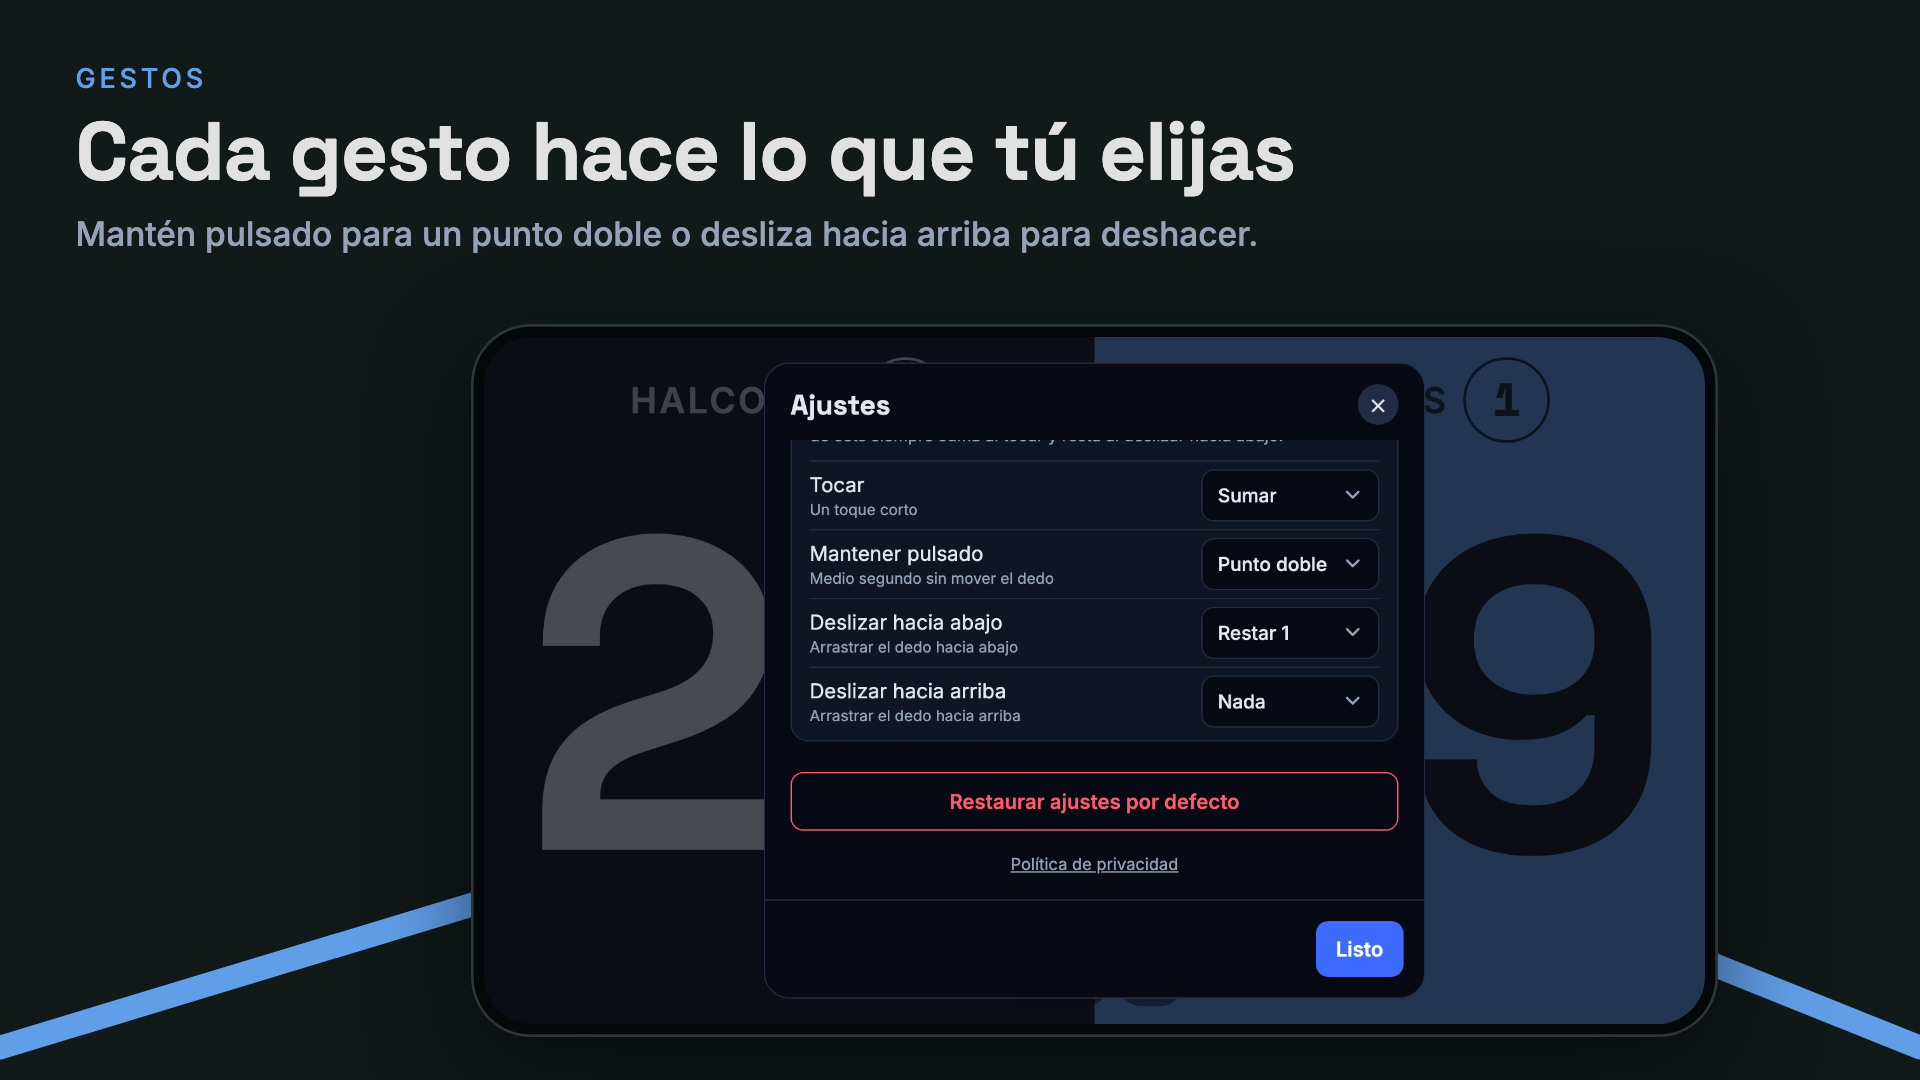 GESTOS
Cada gesto hace lo que tú elijas
Mantén pulsado para un punto doble o desliza hacia arriba para deshacer.
HALCO
S 1
Ajustes
Tocar
Un toque corto
Sumar
Mantener pulsado
Medio segundo sin mover el dedo
Punto doble
Deslizar hacia abajo
Arrastrar el dedo hacia abajo
Restar 1
Deslizar hacia arriba
Arrastrar el dedo hacia arriba
Nada
2
9
Restaurar ajustes por defecto
Política de privacidad
Listo